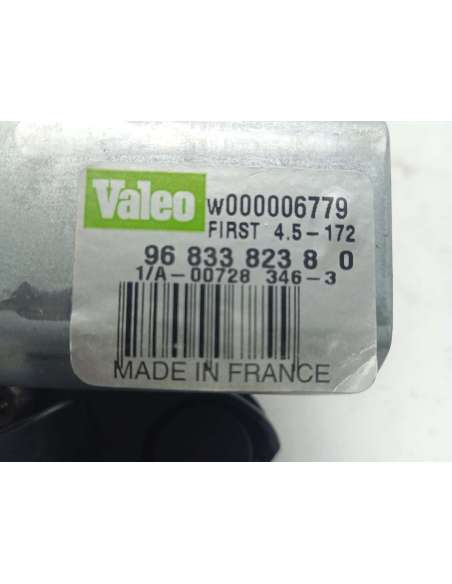 Valeo w000006779
FIRST 4.5-172
96 833 823 8 0
1/A-00728 346-3
MADE IN FRANCE